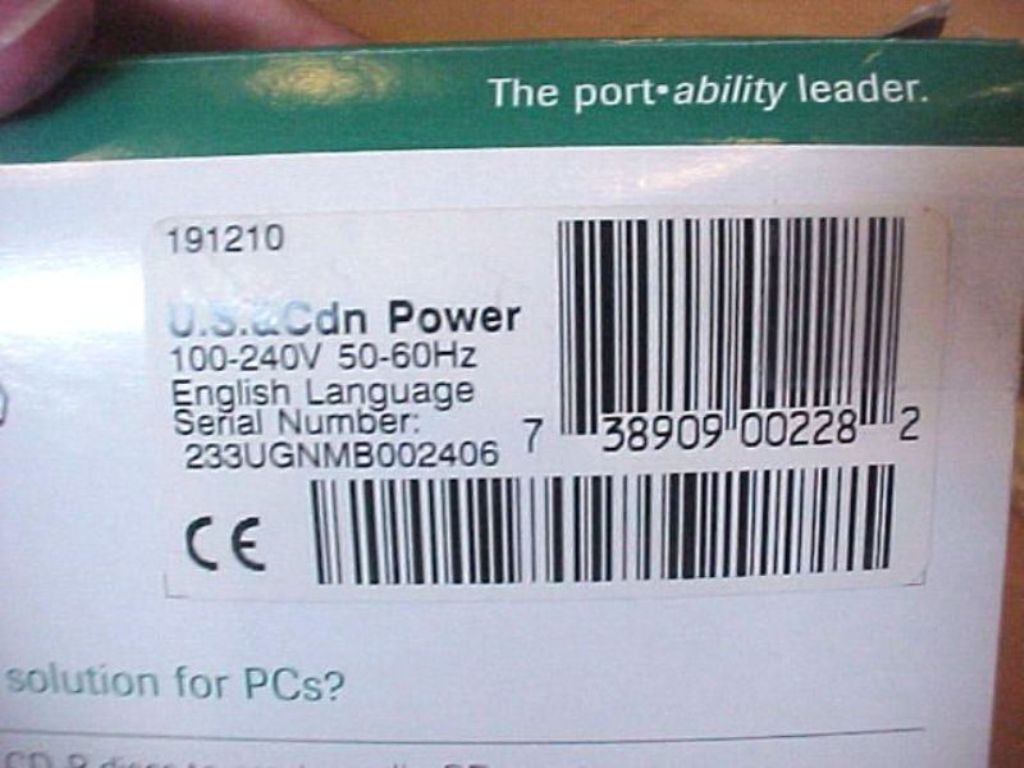 The port•ability leader.
191210
U.S.&Cdn Power
100-240V 50-60Hz
English Language
Serial Number:
233UGNMB002406
7 38909 00228 2
CE
solution for PCs?